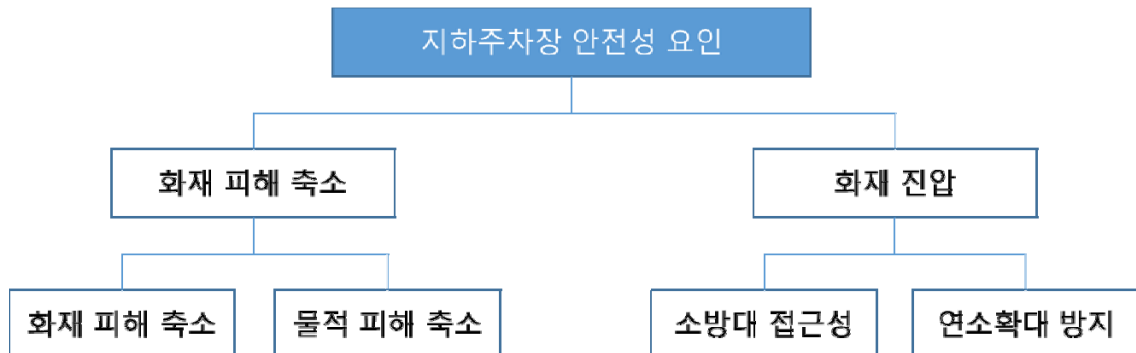 지하주차장 안전성 요인
화재 피해 축소
화재 진압
화재 피해 축소
물적 피해 축소
소방대 접근성
연소확대 방지